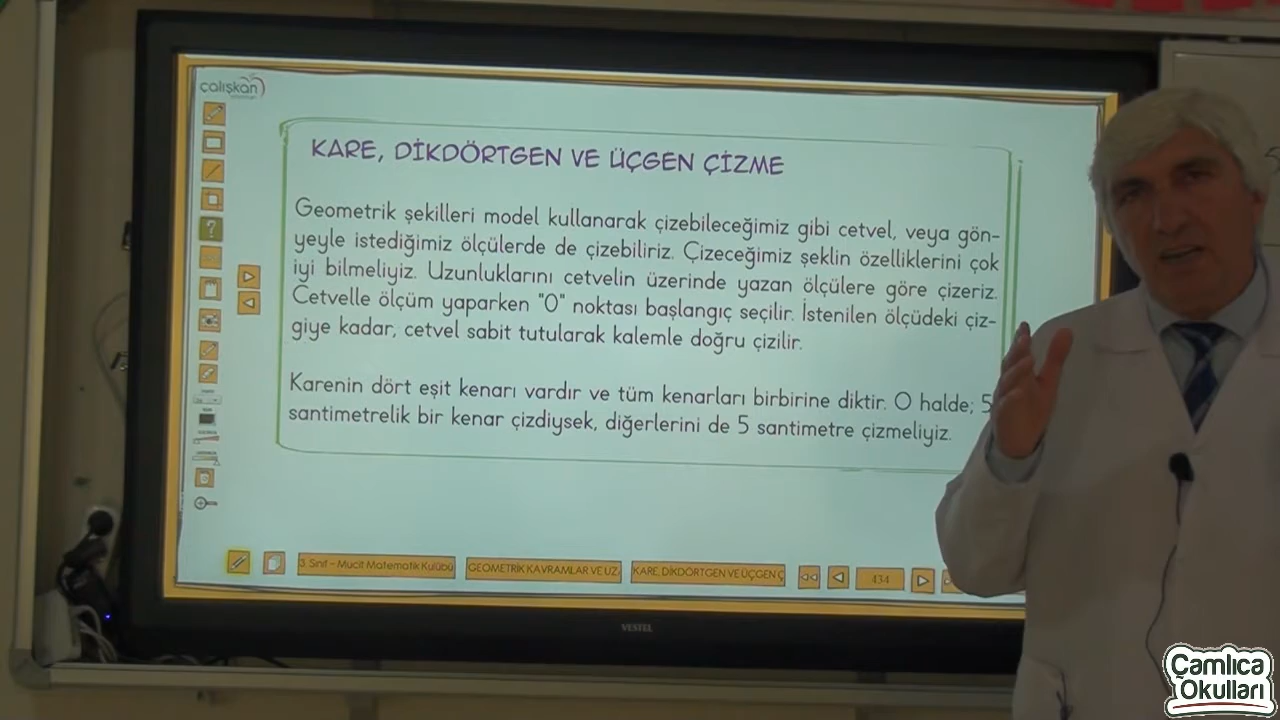 çalışkan
KARE, DİKDÖRTGEN VE ÜÇGEN ÇİZME
Geometrik şekilleri model kullanarak çizebileceğimiz gibi cetvel, veya gön-
yeyle istediğimiz ölçülerde de çizebiliriz. Çizeceğimiz şeklin özelliklerini çok
iyi bilmeliyiz. Uzunluklarını cetvelin üzerinde yazan ölçülere göre çizeriz.
Cetvelle ölçüm yaparken "0" noktası başlangıç seçilir. İstenilen ölçüdeki çiz-
giye kadar, cetvel sabit tutularak kalemle doğru çizilir.
Karenin dört eşit kenarı vardır ve tüm kenarları birbirine diktir. O halde; 5
santimetrelik bir kenar çizdiysek, diğerlerini de 5 santimetre çizmeliyiz.
3. Sınıf - Mucit Matematik Kulübü
GEOMETRİK KAVRAMLAR VE UZ
KARE, DİKDÖRTGEN VE ÜÇGEN Ç
434
VESTEL
Çamlıca
Okulları